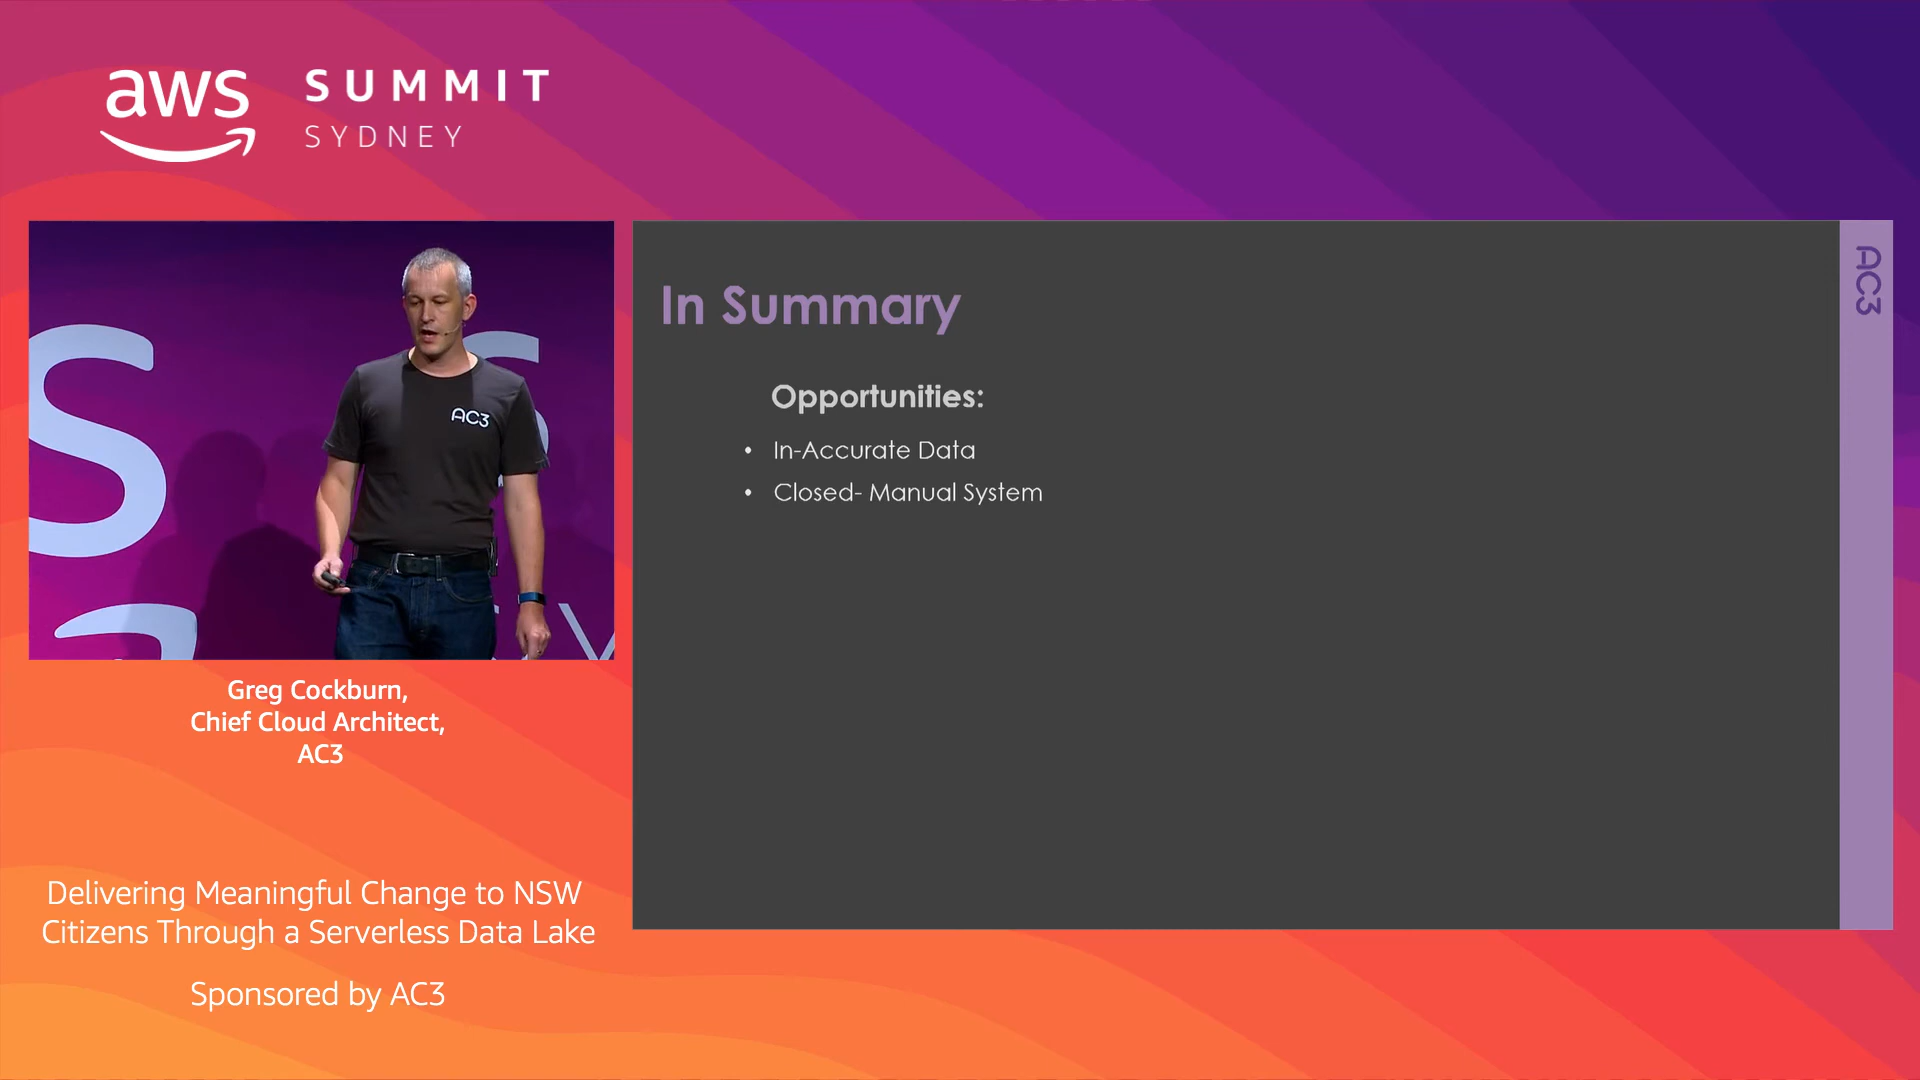 aws
SUMMIT
SYDNEY
AC3
Greg Cockburn,
Chief Cloud Architect,
AC3
Delivering Meaningful Change to NSW
Citizens Through a Serverless Data Lake
Sponsored by AC3
In Summary
Opportunities:
• In-Accurate Data
• Closed- Manual System
AC3